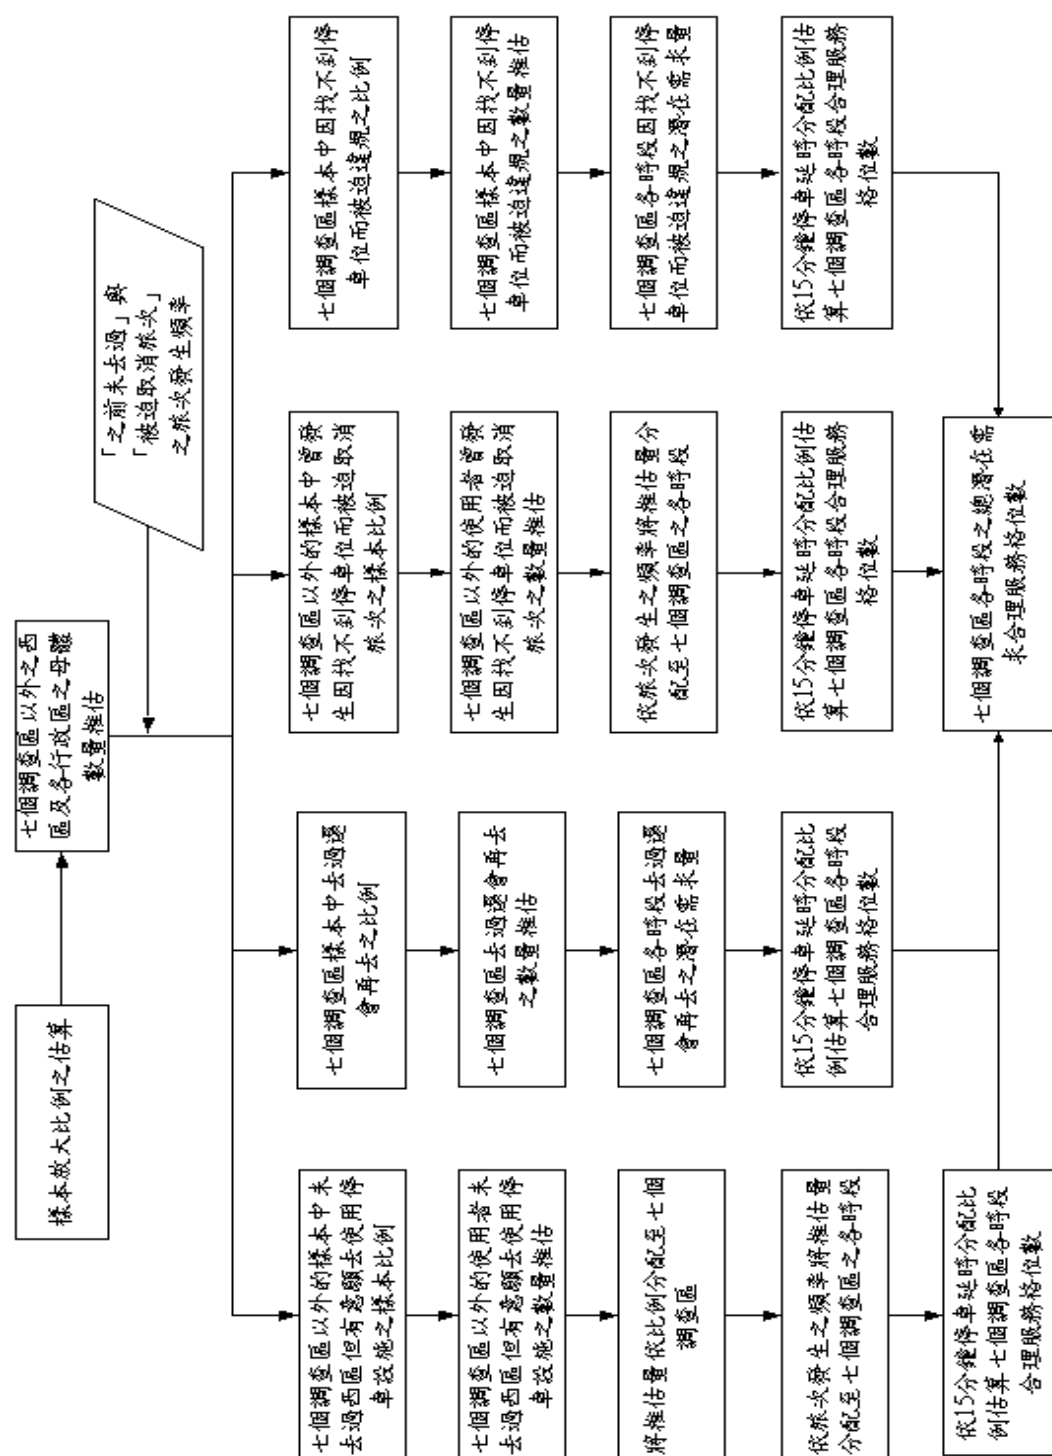 樣本放大比例之估算
七個調查區以外之西
區及各行政區之母體
數量推估
「之前未去過」與
「被迫取消旅次」
之旅次發生頻率
七個調查區以外的樣本中未
去過西區但有意願去使用停
車設施之樣本比例
七個調查區以外的使用者未
去過西區但有意願去使用停
車設施之數量推估
將推估量依比例分配至七個
調查區
依旅次發生之頻率將推估量
分配至七個調查區之各時段
依15分鐘停車延時分配比
例估算七個調查區各時段
合理服務格位數
七個調查區樣本中去過還
會再去之比例
七個調查區去過還會再去
之數量推估
七個調查區各時段去過還
會再去之潛在需求量
依15分鐘停車延時分配比
例估算七個調查區各時段
合理服務格位數
七個調查區以外的樣本中曾發
生因找不到停車位而被迫取消
旅次之樣本比例
七個調查區以外的使用者曾發
生因找不到停車位而被迫取消
旅次之數量推估
依旅次發生之頻率將推估量分
配至七個調查區之各時段
依15分鐘停車延時分配比例估
算七個調查區各時段合理服務
格位數
七個調查區樣本中因找不到停
車位而被迫違規之比例
七個調查區樣本中因找不到停
車位而被迫違規之數量推估
七個調查區各時段因找不到停
車位而被迫違規之潛在需求量
依15分鐘停車延時分配比例估
算七個調查區各時段合理服務
格位數
七個調查區各時段之總潛在需
求合理服務格位數